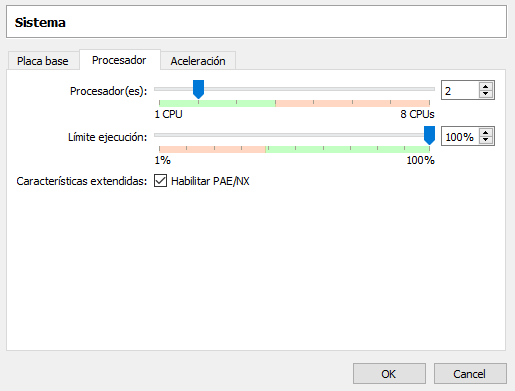 Sistema
Placa base Procesador Aceleración
Procesador(es): 2
1 CPU 8 CPUs
Límite ejecución: 100%
1% 100%
Características extendidas: Habilitar PAE/NX
OK Cancel